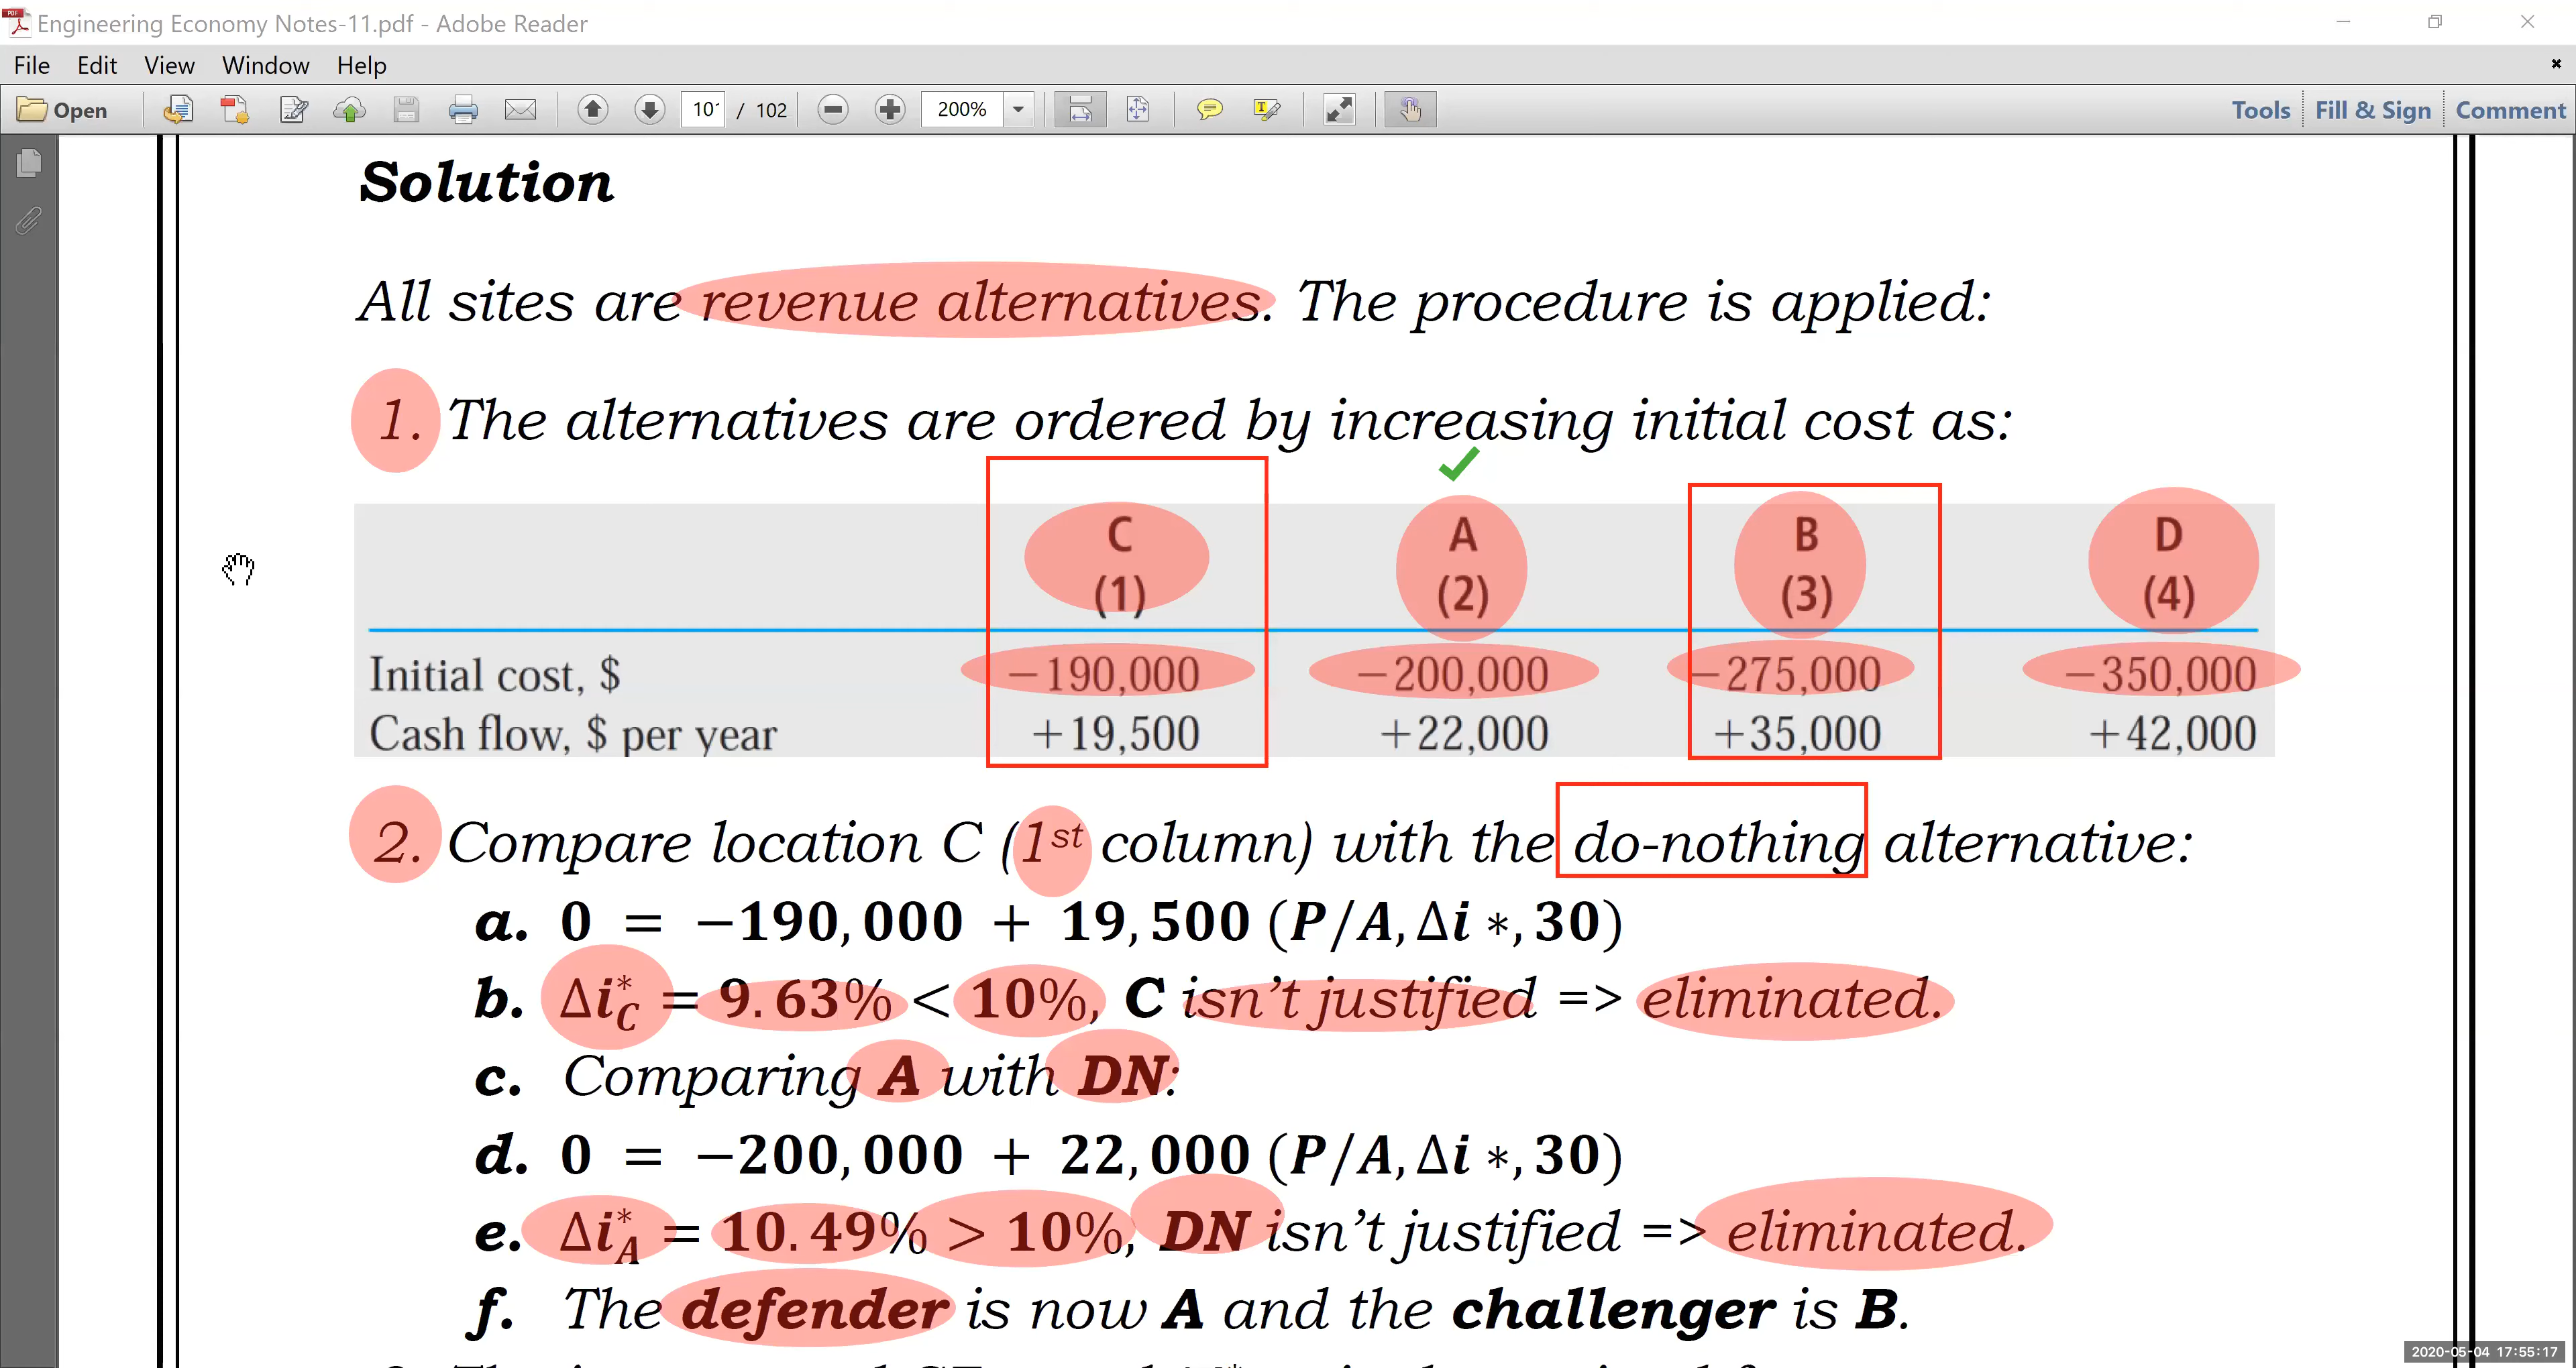 Engineering Economy Notes-11.pdf - Adobe Reader
File Edit View Window Help
Open 10 / 102 200% Tools Fill & Sign Comment
Solution
All sites are revenue alternatives. The procedure is applied:
1. The alternatives are ordered by increasing initial cost as:
C A B D
(1) (2) (3) (4)
Initial cost, $ −190,000 −200,000 −275,000 −350,000
Cash flow, $ per year +19,500 +22,000 +35,000 +42,000
2. Compare location C (1st column) with the do-nothing alternative:
a. 0 = −190,000 + 19,500 (P/A, Δi *, 30)
b. Δi*C = 9.63% < 10%, C isn't justified => eliminated.
c. Comparing A with DN:
d. 0 = −200,000 + 22,000 (P/A, Δi *, 30)
e. Δi*A = 10.49% > 10%, DN isn't justified => eliminated.
f. The defender is now A and the challenger is B.
2020-05-04 17:55:17